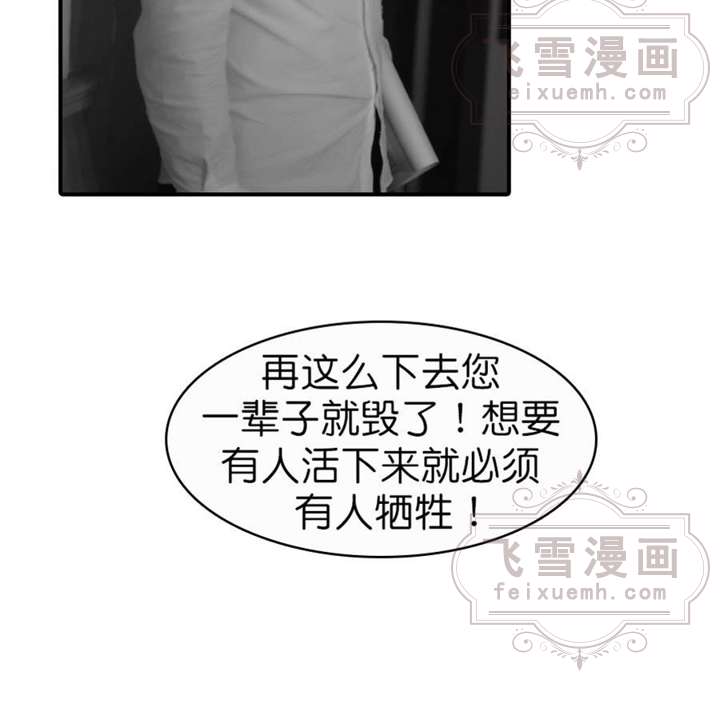 飞雪漫画
feixuemh.com
再这么下去您
一辈子就毁了！想要
有人活下来就必须
有人牺牲！
飞雪漫画
feixuemh.com